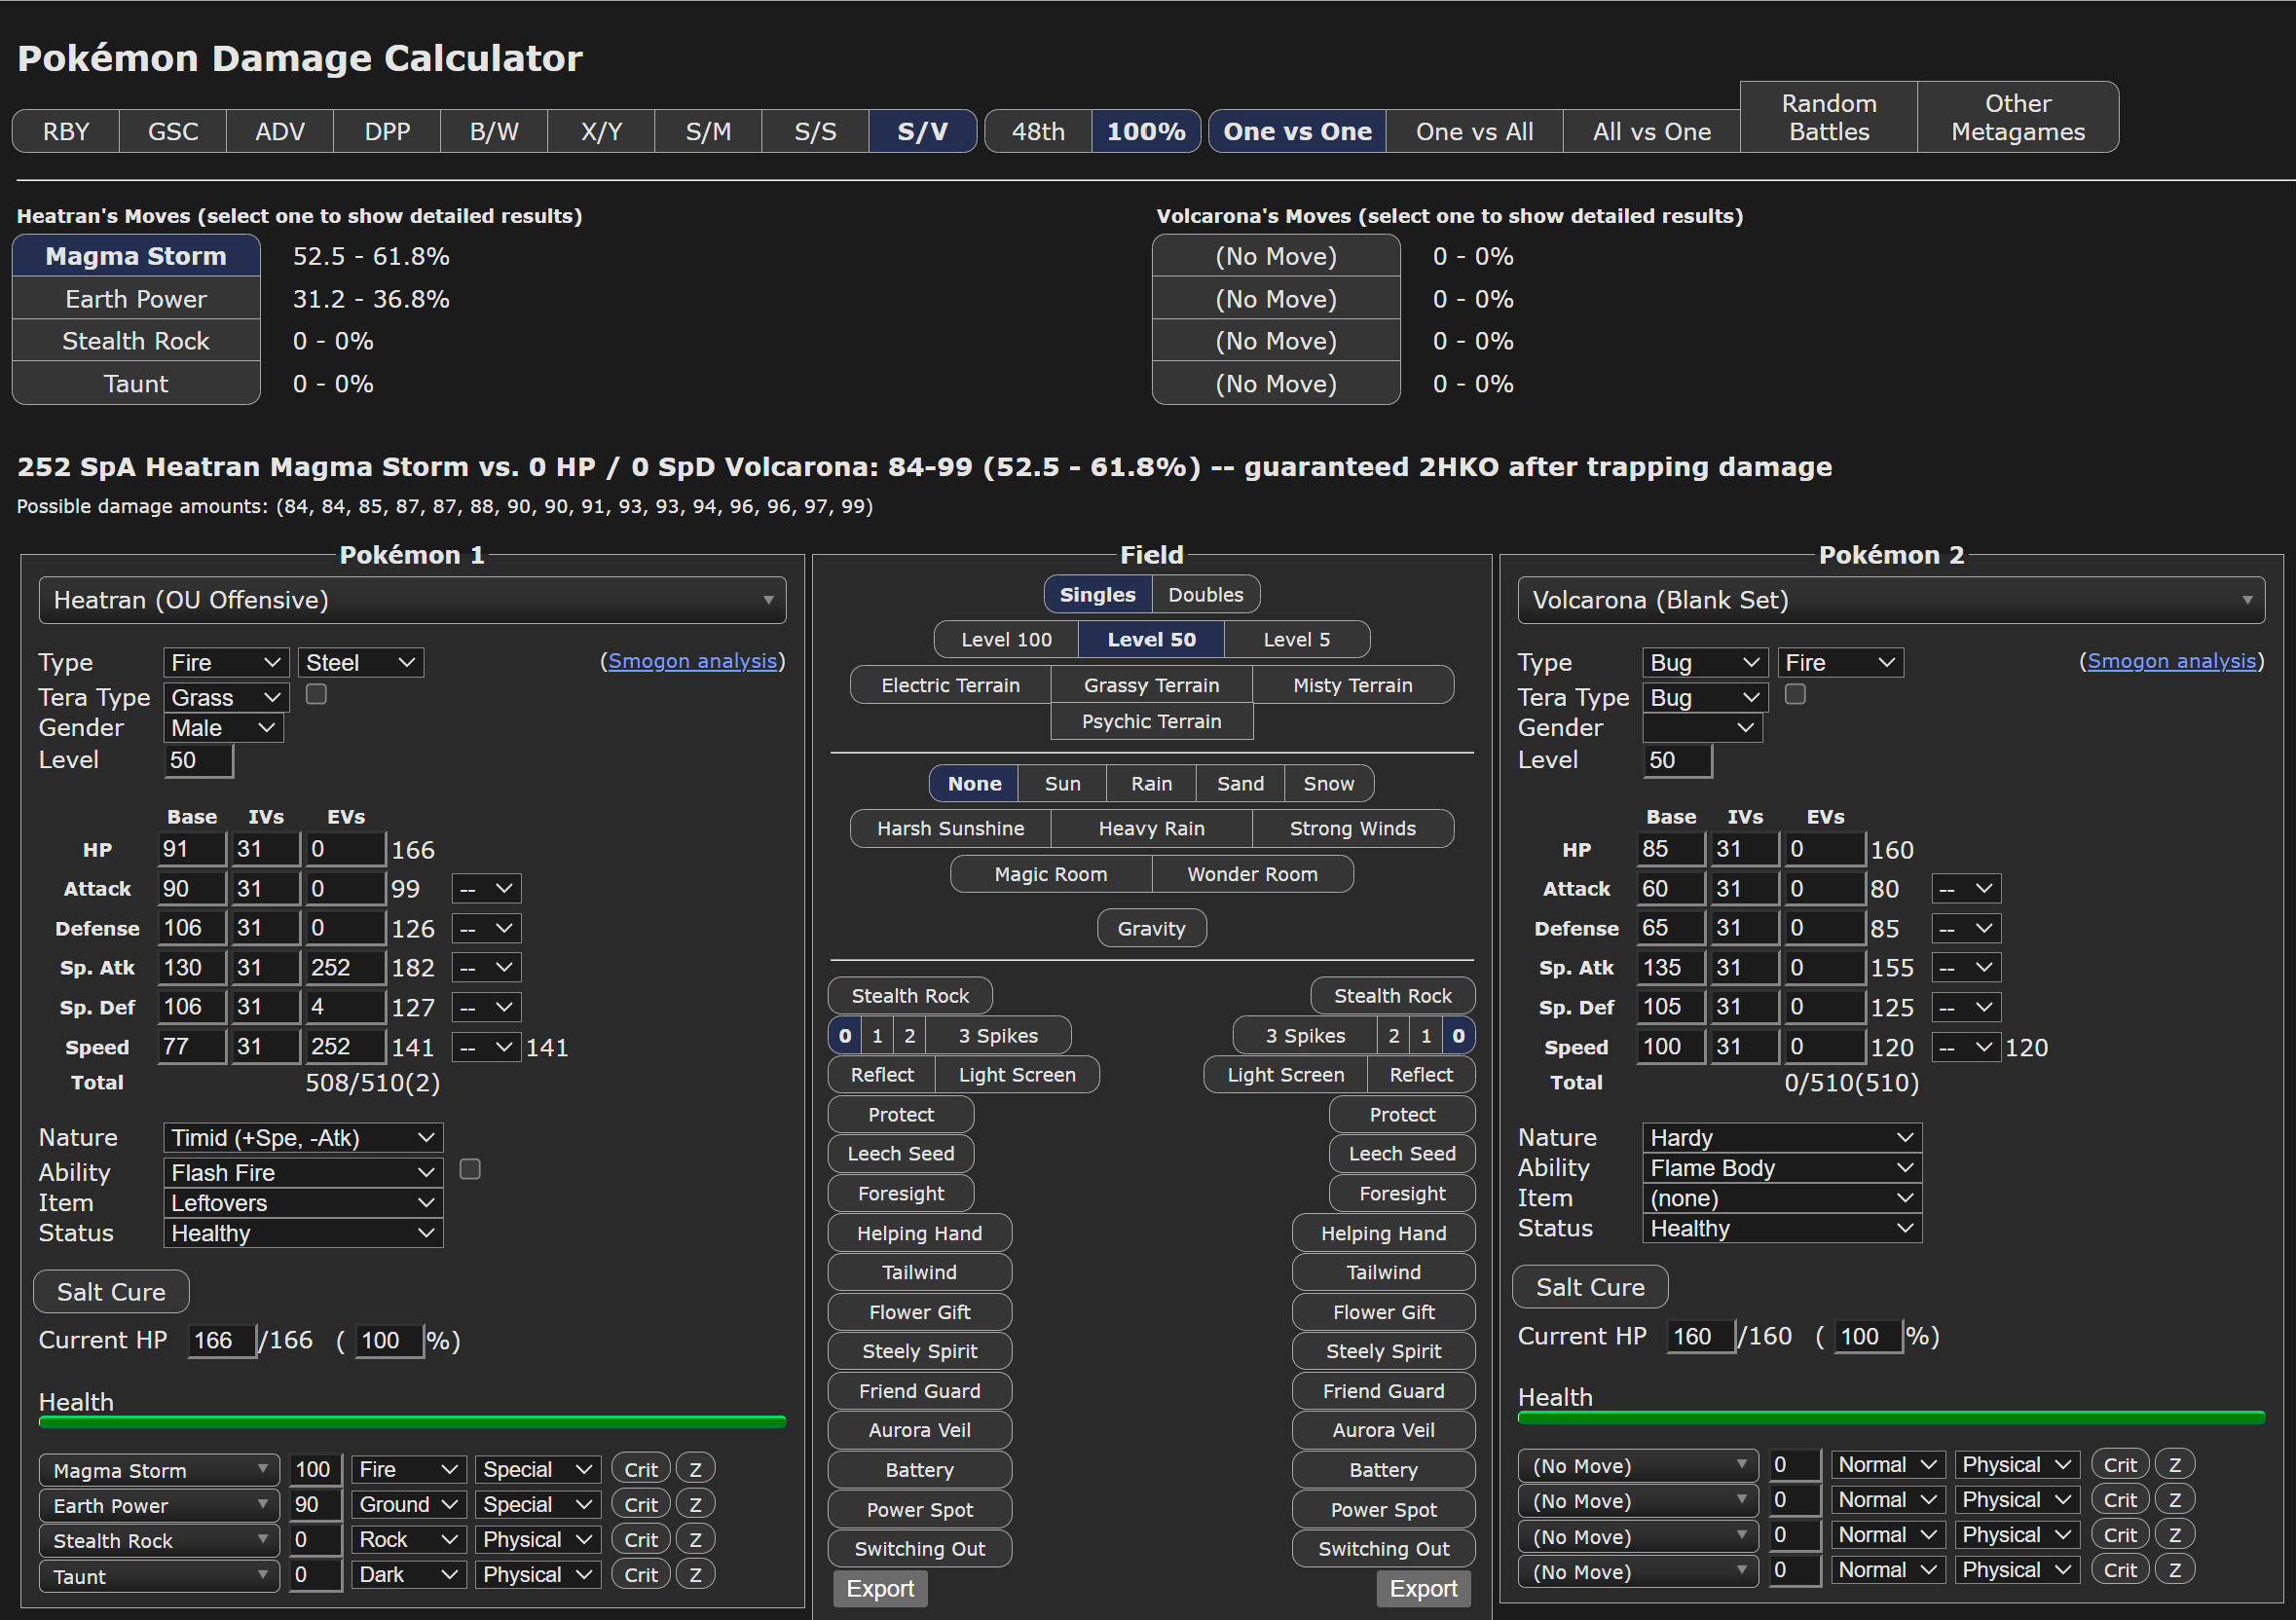 Pokémon Damage Calculator
RBY GSC ADV DPP B/W X/Y S/M S/S S/V 48th 100% One vs One One vs All All vs One Random Battles Other Metagames
Heatran's Moves (select one to show detailed results)
Magma Storm 52.5 - 61.8%
Earth Power 31.2 - 36.8%
Stealth Rock 0 - 0%
Taunt 0 - 0%
Volcarona's Moves (select one to show detailed results)
(No Move) 0 - 0%
(No Move) 0 - 0%
(No Move) 0 - 0%
(No Move) 0 - 0%
252 SpA Heatran Magma Storm vs. 0 HP / 0 SpD Volcarona: 84-99 (52.5 - 61.8%) -- guaranteed 2HKO after trapping damage
Possible damage amounts: (84, 84, 85, 87, 87, 88, 90, 90, 91, 93, 93, 94, 96, 96, 97, 99)
Pokémon 1
Heatran (OU Offensive)
Type Fire Steel (Smogon analysis)
Tera Type Grass
Gender Male
Level 50
Base IVs EVs
HP 91 31 0 166
Attack 90 31 0 99 --
Defense 106 31 0 126 --
Sp. Atk 130 31 252 182 --
Sp. Def 106 31 4 127 --
Speed 77 31 252 141 -- 141
Total 508/510(2)
Nature Timid (+Spe, -Atk)
Ability Flash Fire
Item Leftovers
Status Healthy
Salt Cure
Current HP 166/166 ( 100%)
Health
Magma Storm 100 Fire Special Crit Z
Earth Power 90 Ground Special Crit Z
Stealth Rock 0 Rock Physical Crit Z
Taunt 0 Dark Physical Crit Z
Field
Singles Doubles
Level 100 Level 50 Level 5
Electric Terrain Grassy Terrain Misty Terrain
Psychic Terrain
None Sun Rain Sand Snow
Harsh Sunshine Heavy Rain Strong Winds
Magic Room Wonder Room
Gravity
Stealth Rock Stealth Rock
0 1 2 3 Spikes 3 Spikes 2 1 0
Reflect Light Screen Light Screen Reflect
Protect Protect
Leech Seed Leech Seed
Foresight Foresight
Helping Hand Helping Hand
Tailwind Tailwind
Flower Gift Flower Gift
Steely Spirit Steely Spirit
Friend Guard Friend Guard
Aurora Veil Aurora Veil
Battery Battery
Power Spot Power Spot
Switching Out Switching Out
Export Export
Pokémon 2
Volcarona (Blank Set)
Type Bug Fire (Smogon analysis)
Tera Type Bug
Gender
Level 50
Base IVs EVs
HP 85 31 0 160
Attack 60 31 0 80 --
Defense 65 31 0 85 --
Sp. Atk 135 31 0 155 --
Sp. Def 105 31 0 125 --
Speed 100 31 0 120 -- 120
Total 0/510(510)
Nature Hardy
Ability Flame Body
Item (none)
Status Healthy
Salt Cure
Current HP 160/160 ( 100%)
Health
(No Move) 0 Normal Physical Crit Z
(No Move) 0 Normal Physical Crit Z
(No Move) 0 Normal Physical Crit Z
(No Move) 0 Normal Physical Crit Z